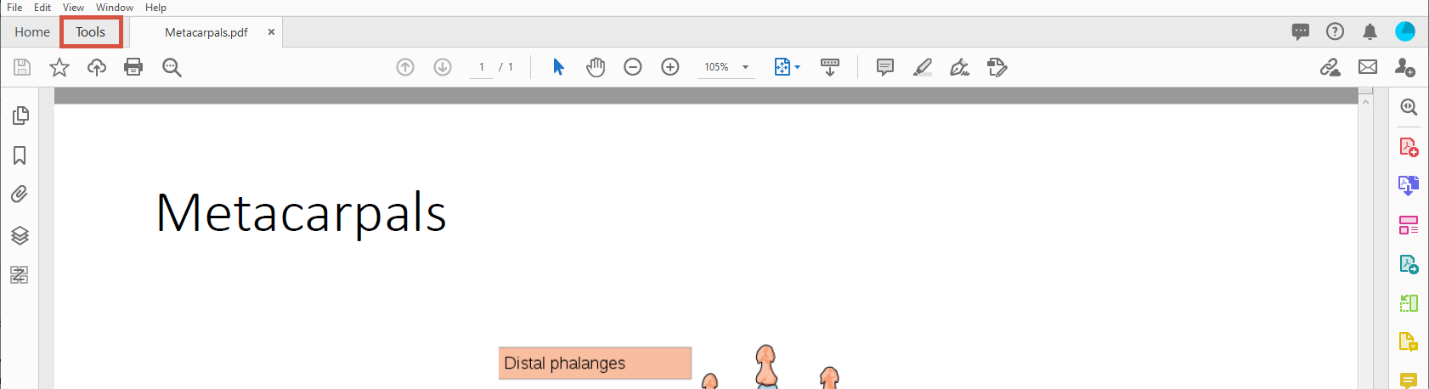 File Edit View Window Help
Home Tools Metacarpals.pdf ×
1 / 1 105%
Metacarpals
Distal phalanges